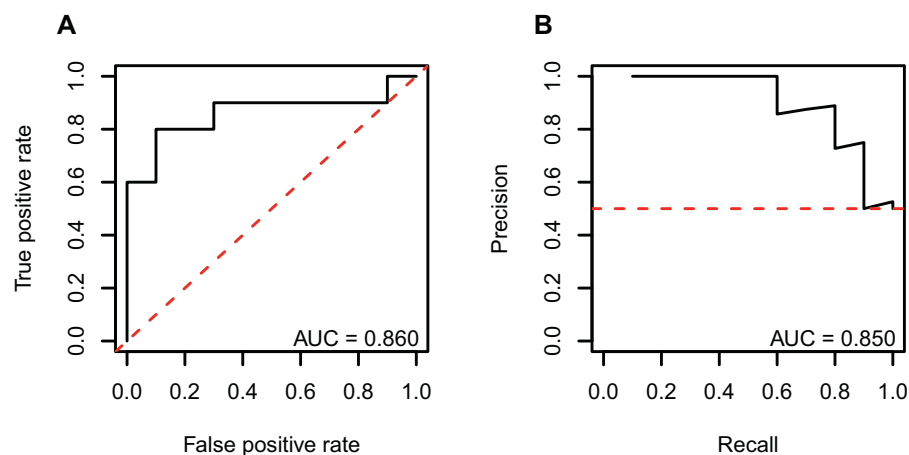 A
True positive rate
1.0
0.8
0.6
0.4
0.2
0.0
AUC = 0.860
0.0 0.2 0.4 0.6 0.8 1.0
False positive rate
B
Precision
1.0
0.8
0.6
0.4
0.2
0.0
AUC = 0.850
0.0 0.2 0.4 0.6 0.8 1.0
Recall